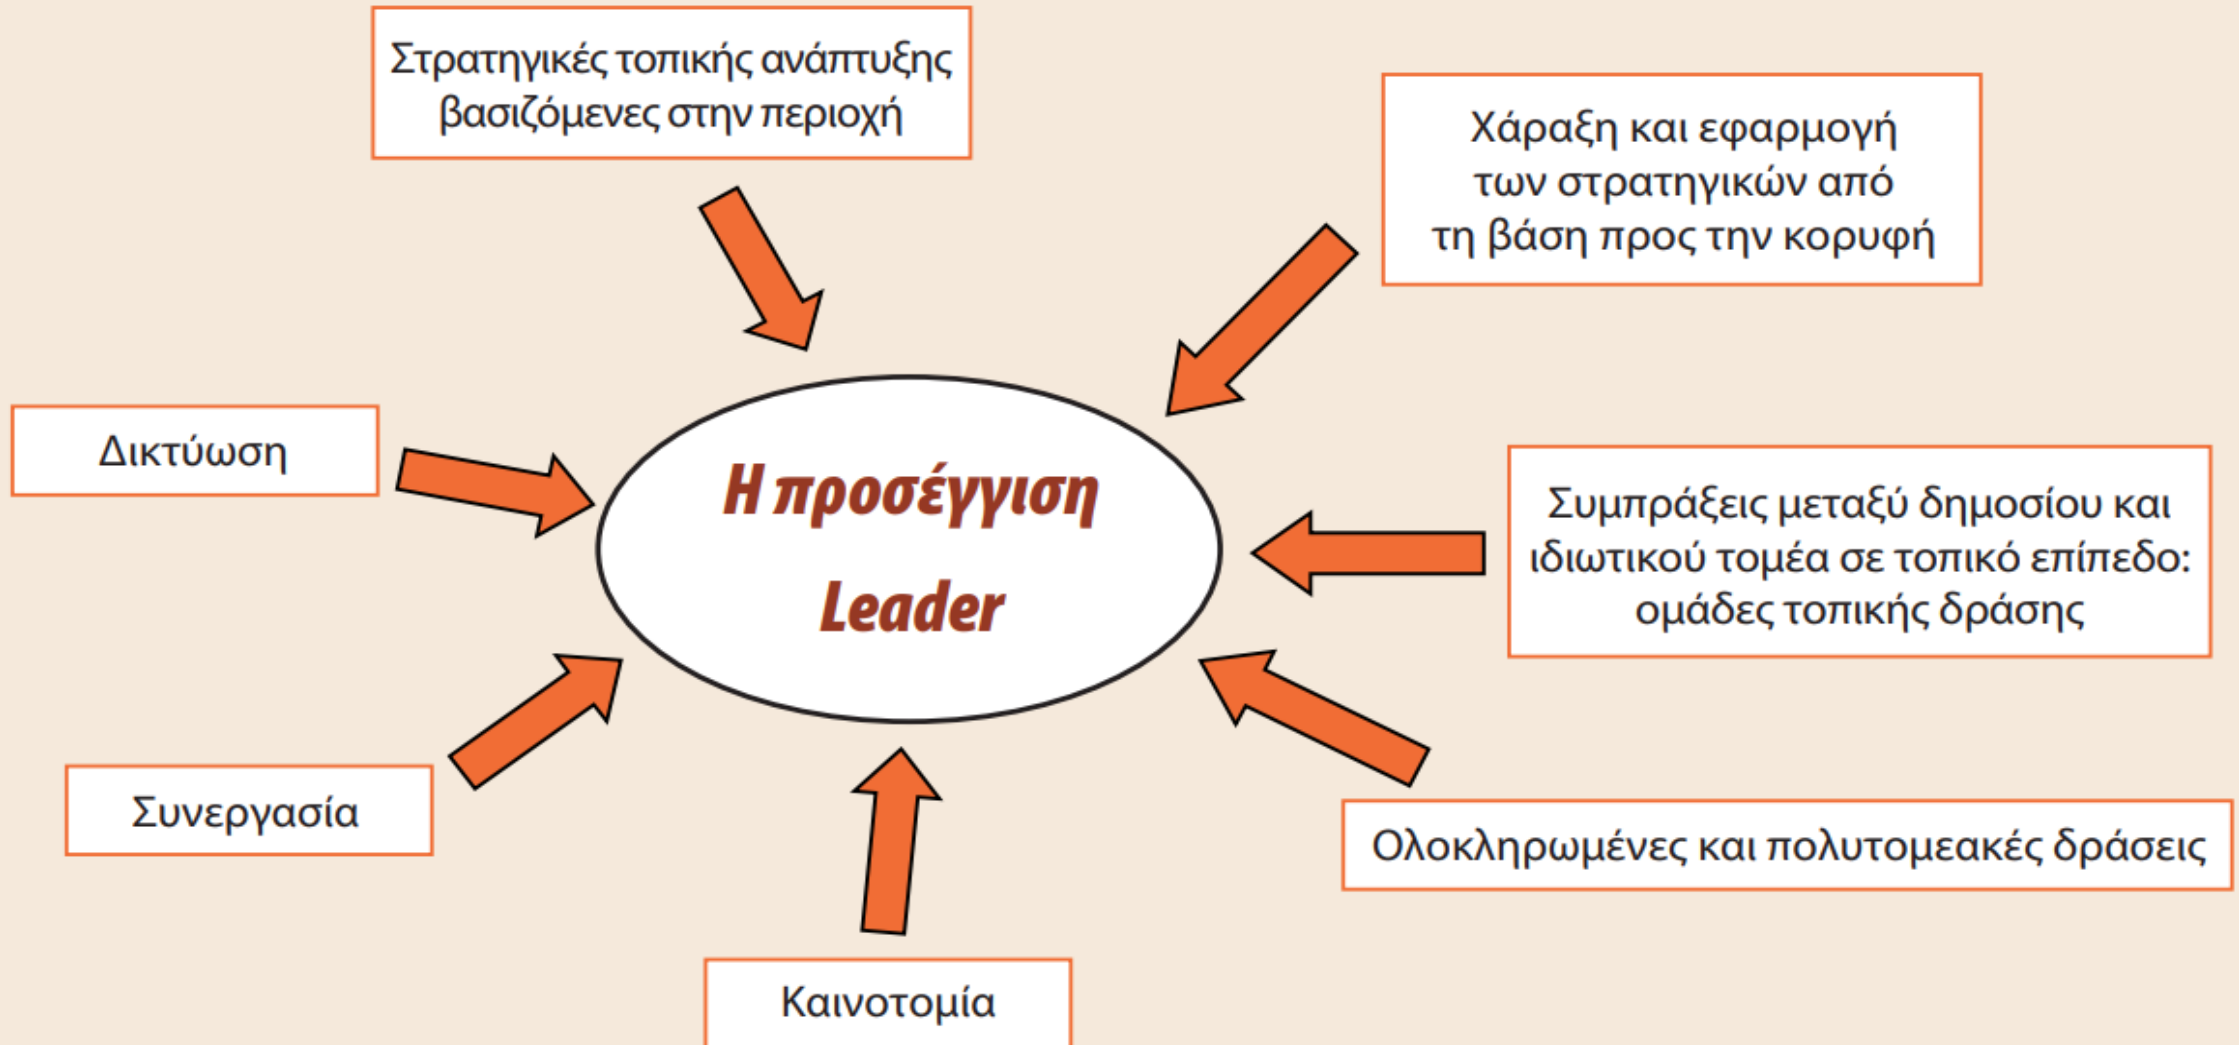 Στρατηγικές τοπικής ανάπτυξης
βασιζόμενες στην περιοχή
Χάραξη και εφαρμογή
των στρατηγικών από
τη βάση προς την κορυφή
Δικτύωση
Η προσέγγιση
Leader
Συμπράξεις μεταξύ δημοσίου και
ιδιωτικού τομέα σε τοπικό επίπεδο:
ομάδες τοπικής δράσης
Συνεργασία
Ολοκληρωμένες και πολυτομεακές δράσεις
Καινοτομία